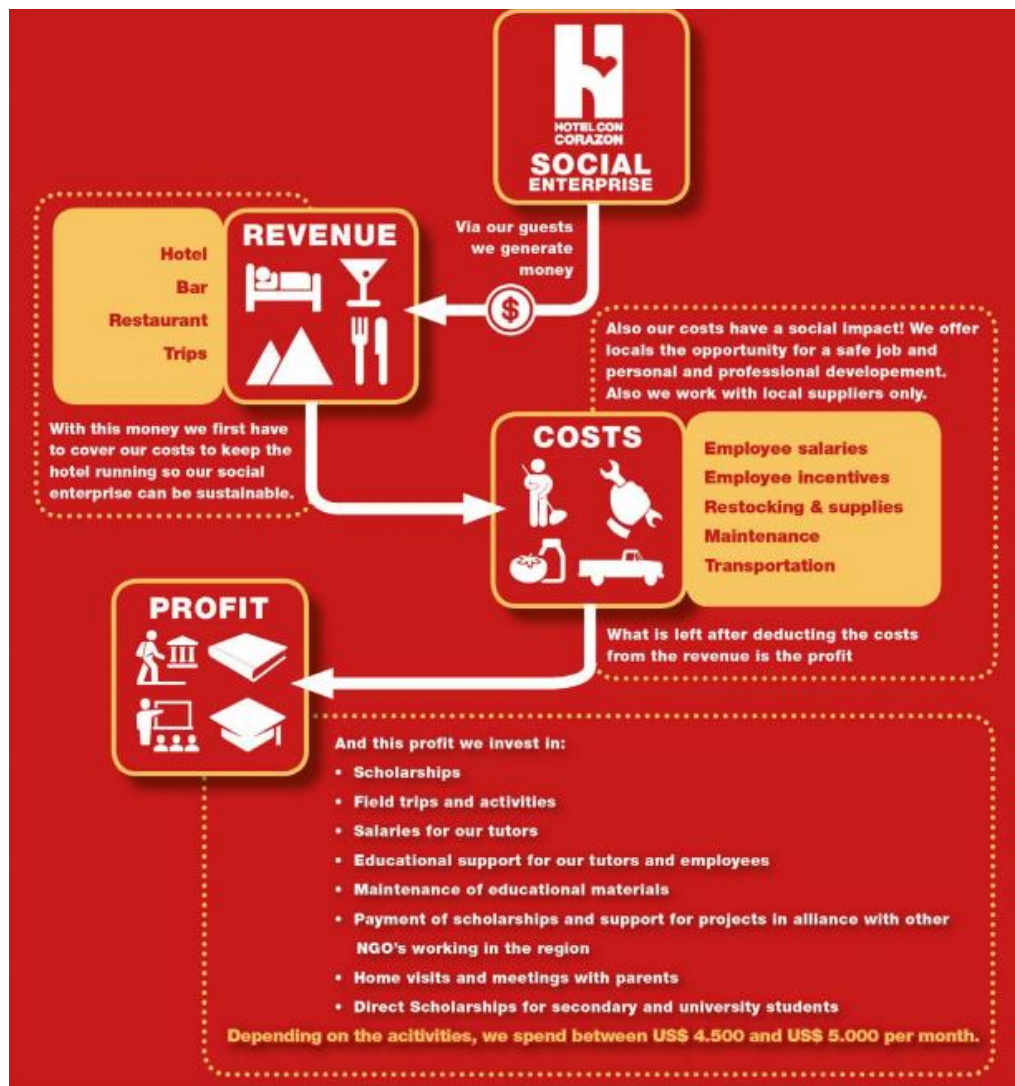 HOTEL CON
CORAZON
SOCIAL
ENTERPRISE
Via our guests
we generate
money
$
REVENUE
Hotel
Bar
Restaurant
Trips
With this money we first have
to cover our costs to keep the
hotel running so our social
enterprise can be sustainable.
Also our costs have a social impact! We offer
locals the opportunity for a safe job and
personal and professional developement.
Also we work with local suppliers only.
COSTS
Employee salaries
Employee incentives
Restocking & supplies
Maintenance
Transportation
What is left after deducting the costs
from the revenue is the profit
PROFIT
And this profit we invest in:
• Scholarships
• Field trips and activities
• Salaries for our tutors
• Educational support for our tutors and employees
• Maintenance of educational materials
• Payment of scholarships and support for projects in alliance with other
NGO's working in the region
• Home visits and meetings with parents
• Direct Scholarships for secondary and university students
Depending on the acitivities, we spend between US$ 4.500 and US$ 5.000 per month.